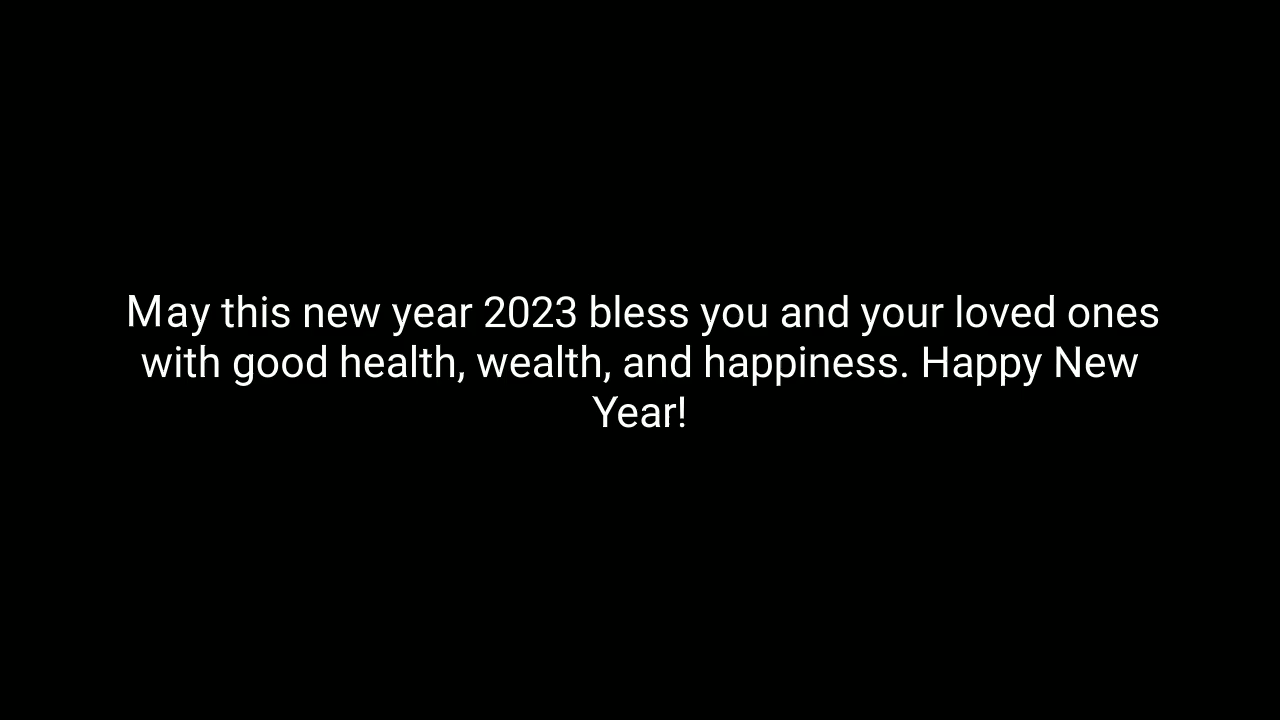 May this new year 2023 bless you and your loved ones
with good health, wealth, and happiness. Happy New
Year!